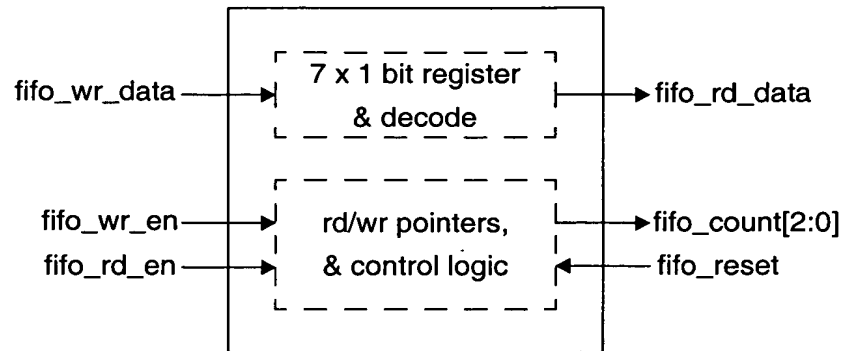 7 x 1 bit register
& decode
fifo_wr_data
fifo_rd_data
fifo_wr_en
fifo_rd_en
rd/wr pointers,
& control logic
fifo_count[2:0]
fifo_reset